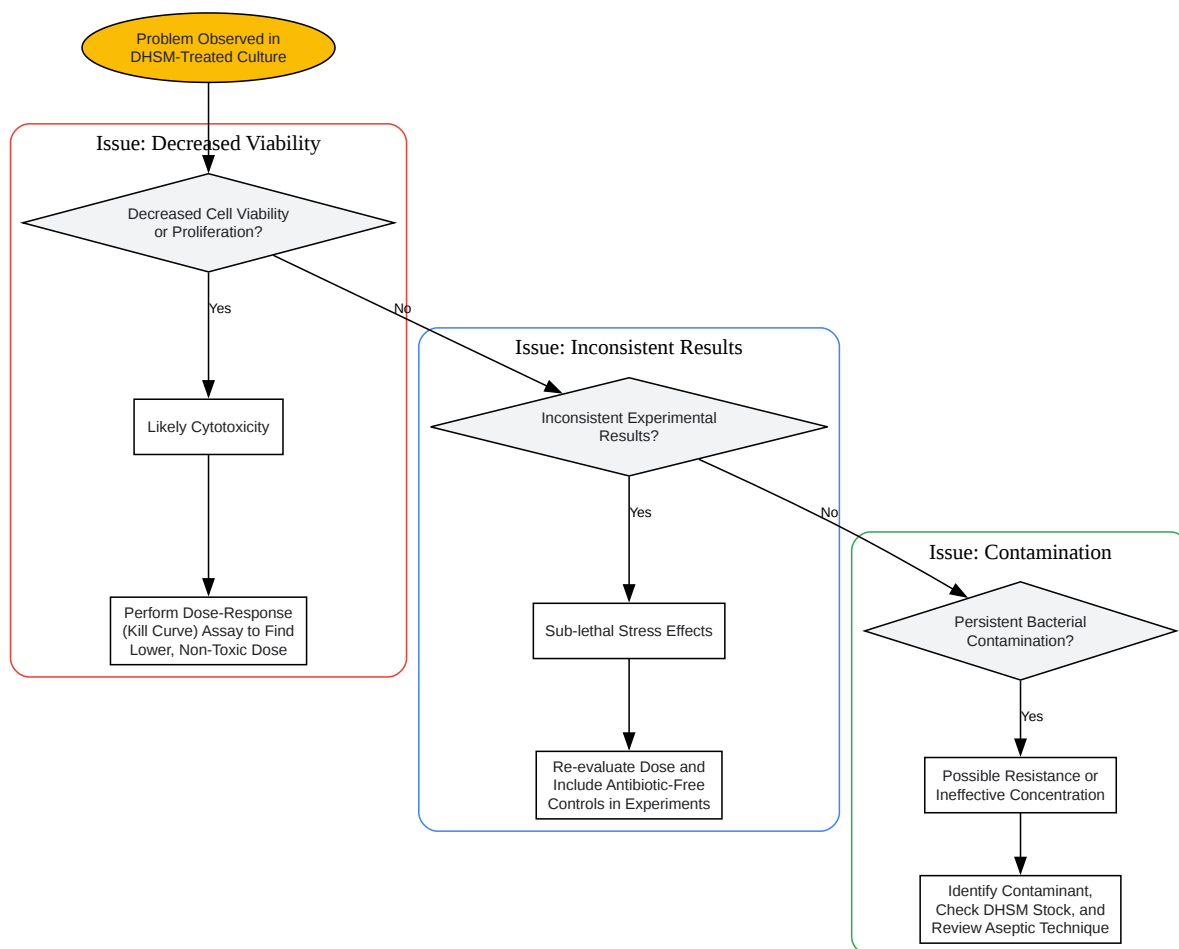 Problem Observed in
DHSM-Treated Culture
Issue: Decreased Viability
Decreased Cell Viability
or Proliferation?
Yes
No
Likely Cytotoxicity
Perform Dose-Response
(Kill Curve) Assay to Find
Lower, Non-Toxic Dose
Issue: Inconsistent Results
Inconsistent Experimental
Results?
Yes
No
Sub-lethal Stress Effects
Re-evaluate Dose and
Include Antibiotic-Free
Controls in Experiments
Issue: Contamination
Persistent Bacterial
Contamination?
Yes
Possible Resistance or
Ineffective Concentration
Identify Contaminant,
Check DHSM Stock, and
Review Aseptic Technique